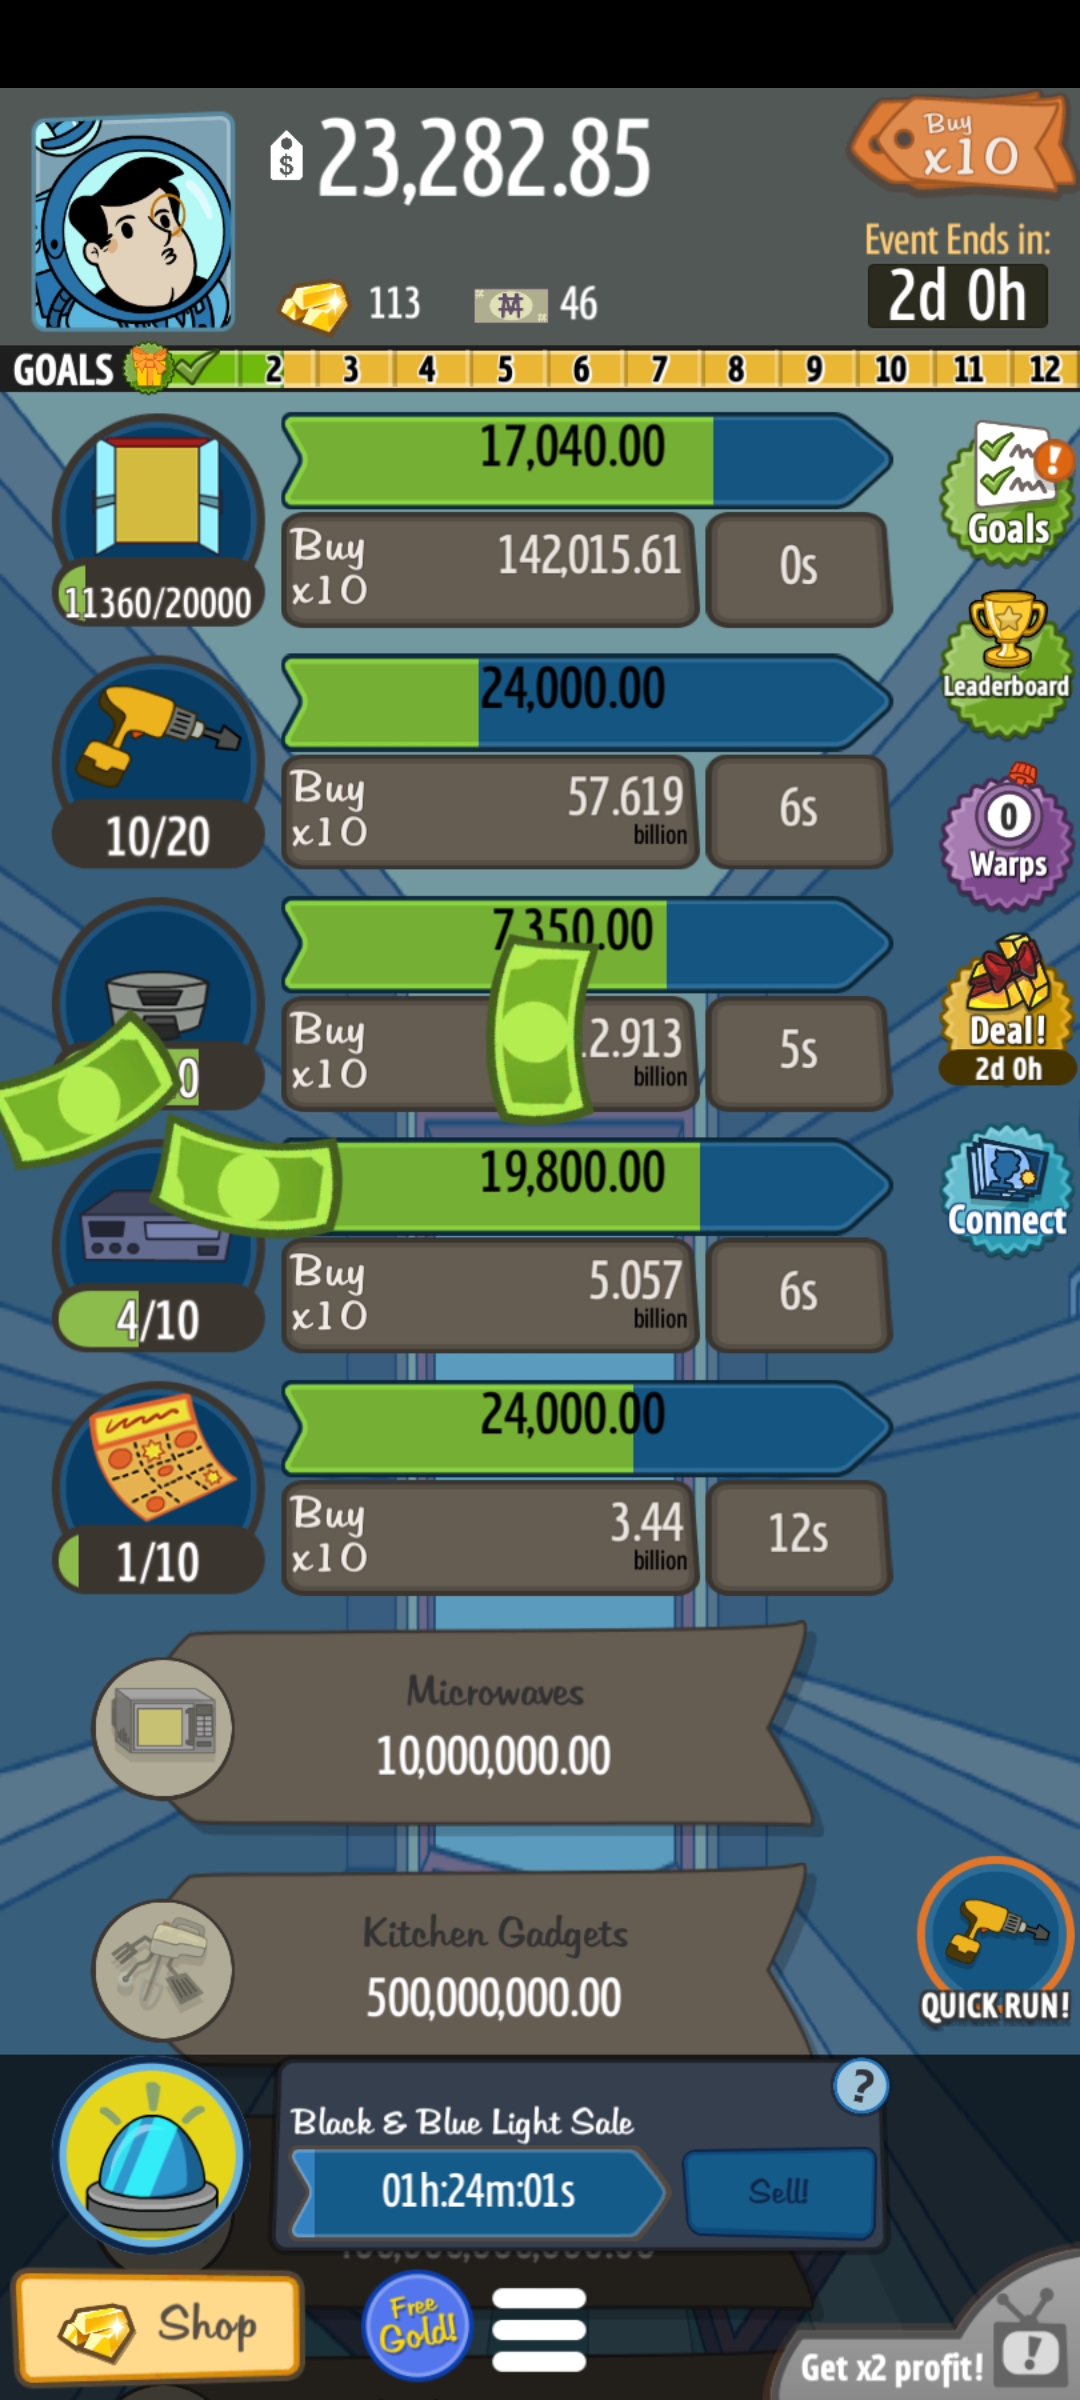 $ 23,282.85
Buy
x10
Event Ends in:
2d 0h
113
46
GOALS 2 3 4 5 6 7 8 9 10 11 12
17,040.00
Buy
x10
142,015.61
0s
11360/20000
Goals
24,000.00
Buy
x10
57.619
billion
6s
10/20
Leaderboard
7,350.00
Buy
x10
2.913
billion
5s
0
Warps
Deal!
2d 0h
19,800.00
Buy
x10
5.057
billion
6s
4/10
Connect
24,000.00
Buy
x10
3.44
billion
12s
1/10
Microwaves
10,000,000.00
Kitchen Gadgets
500,000,000.00
QUICK RUN!
Black & Blue Light Sale
?
01h:24m:01s
Sell!
Shop
Free
Gold!
Get x2 profit!